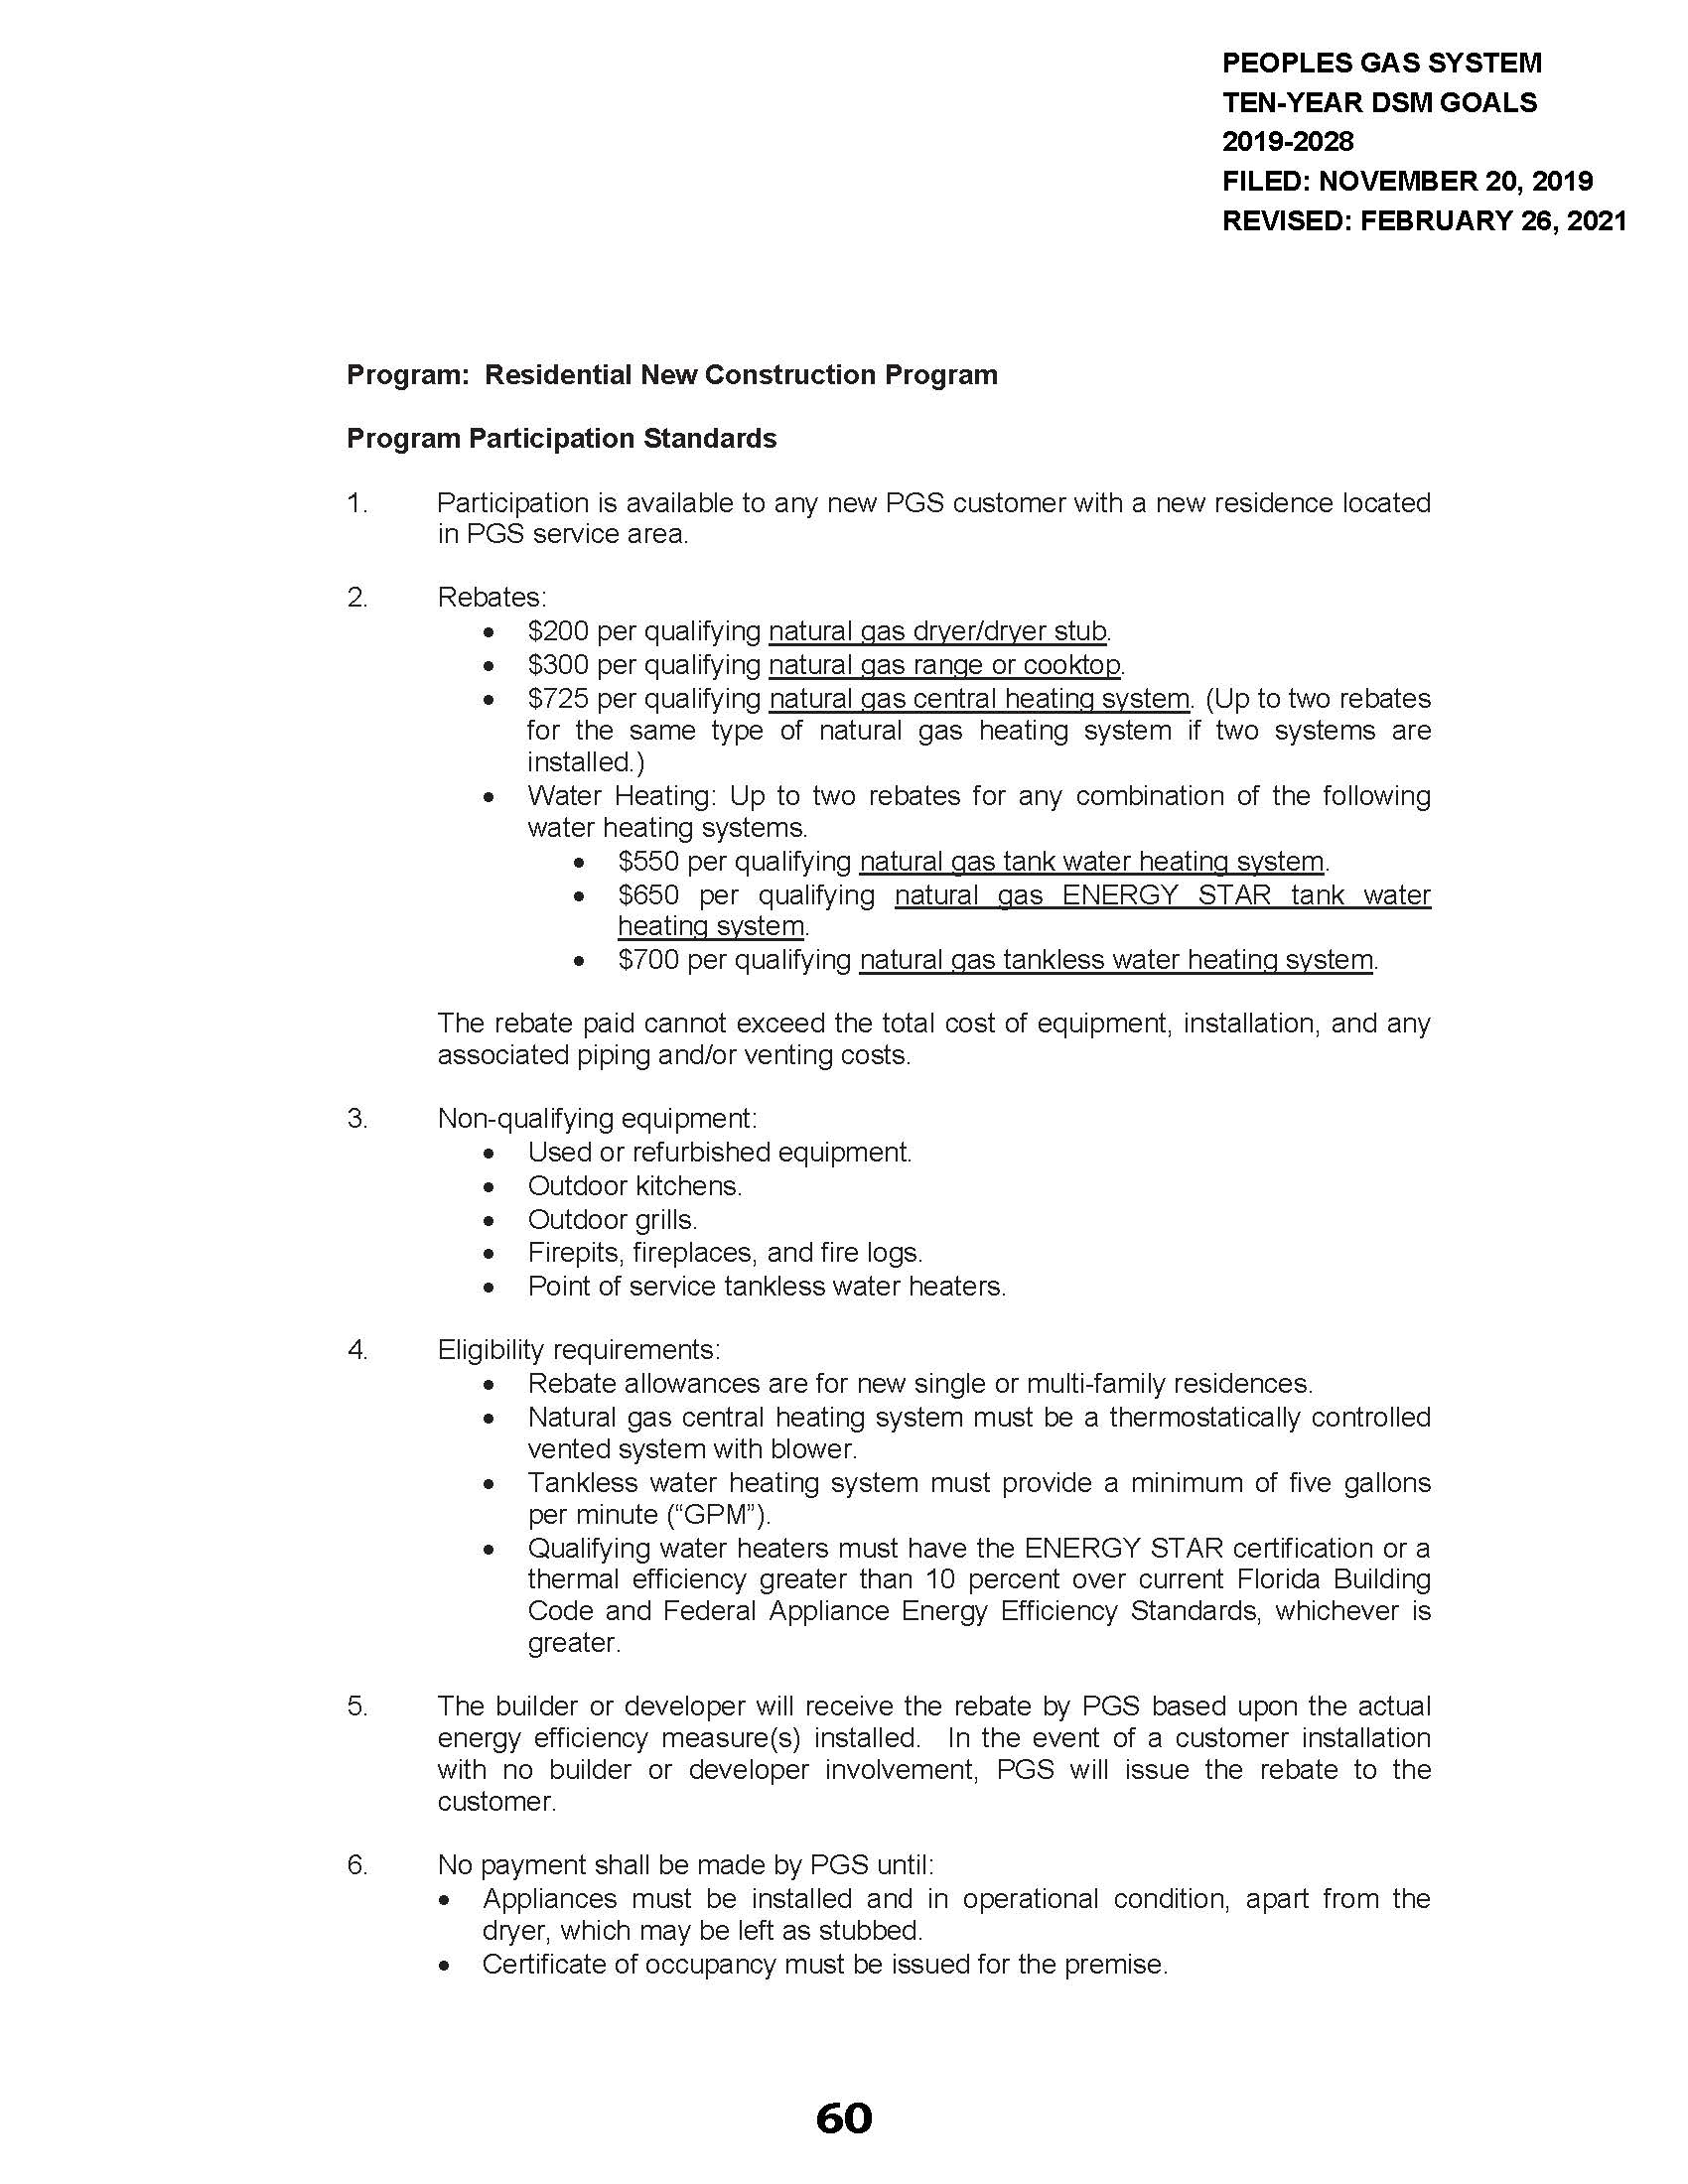 PEOPLES GAS SYSTEM
TEN-YEAR DSM GOALS
2019-2028
FILED: NOVEMBER 20, 2019
REVISED: FEBRUARY 26, 2021
Program: Residential New Construction Program
Program Participation Standards
1. Participation is available to any new PGS customer with a new residence located
in PGS service area.
2. Rebates:
• $200 per qualifying natural gas dryer/dryer stub.
• $300 per qualifying natural gas range or cooktop.
• $725 per qualifying natural gas central heating system. (Up to two rebates
for the same type of natural gas heating system if two systems are
installed.)
• Water Heating: Up to two rebates for any combination of the following
water heating systems.
• $550 per qualifying natural gas tank water heating system.
• $650 per qualifying natural gas ENERGY STAR tank water
heating system.
• $700 per qualifying natural gas tankless water heating system.
The rebate paid cannot exceed the total cost of equipment, installation, and any
associated piping and/or venting costs.
3. Non-qualifying equipment:
• Used or refurbished equipment.
• Outdoor kitchens.
• Outdoor grills.
• Firepits, fireplaces, and fire logs.
• Point of service tankless water heaters.
4. Eligibility requirements:
• Rebate allowances are for new single or multi-family residences.
• Natural gas central heating system must be a thermostatically controlled
vented system with blower.
• Tankless water heating system must provide a minimum of five gallons
per minute (“GPM”).
• Qualifying water heaters must have the ENERGY STAR certification or a
thermal efficiency greater than 10 percent over current Florida Building
Code and Federal Appliance Energy Efficiency Standards, whichever is
greater.
5. The builder or developer will receive the rebate by PGS based upon the actual
energy efficiency measure(s) installed. In the event of a customer installation
with no builder or developer involvement, PGS will issue the rebate to the
customer.
6. No payment shall be made by PGS until:
• Appliances must be installed and in operational condition, apart from the
dryer, which may be left as stubbed.
• Certificate of occupancy must be issued for the premise.
60